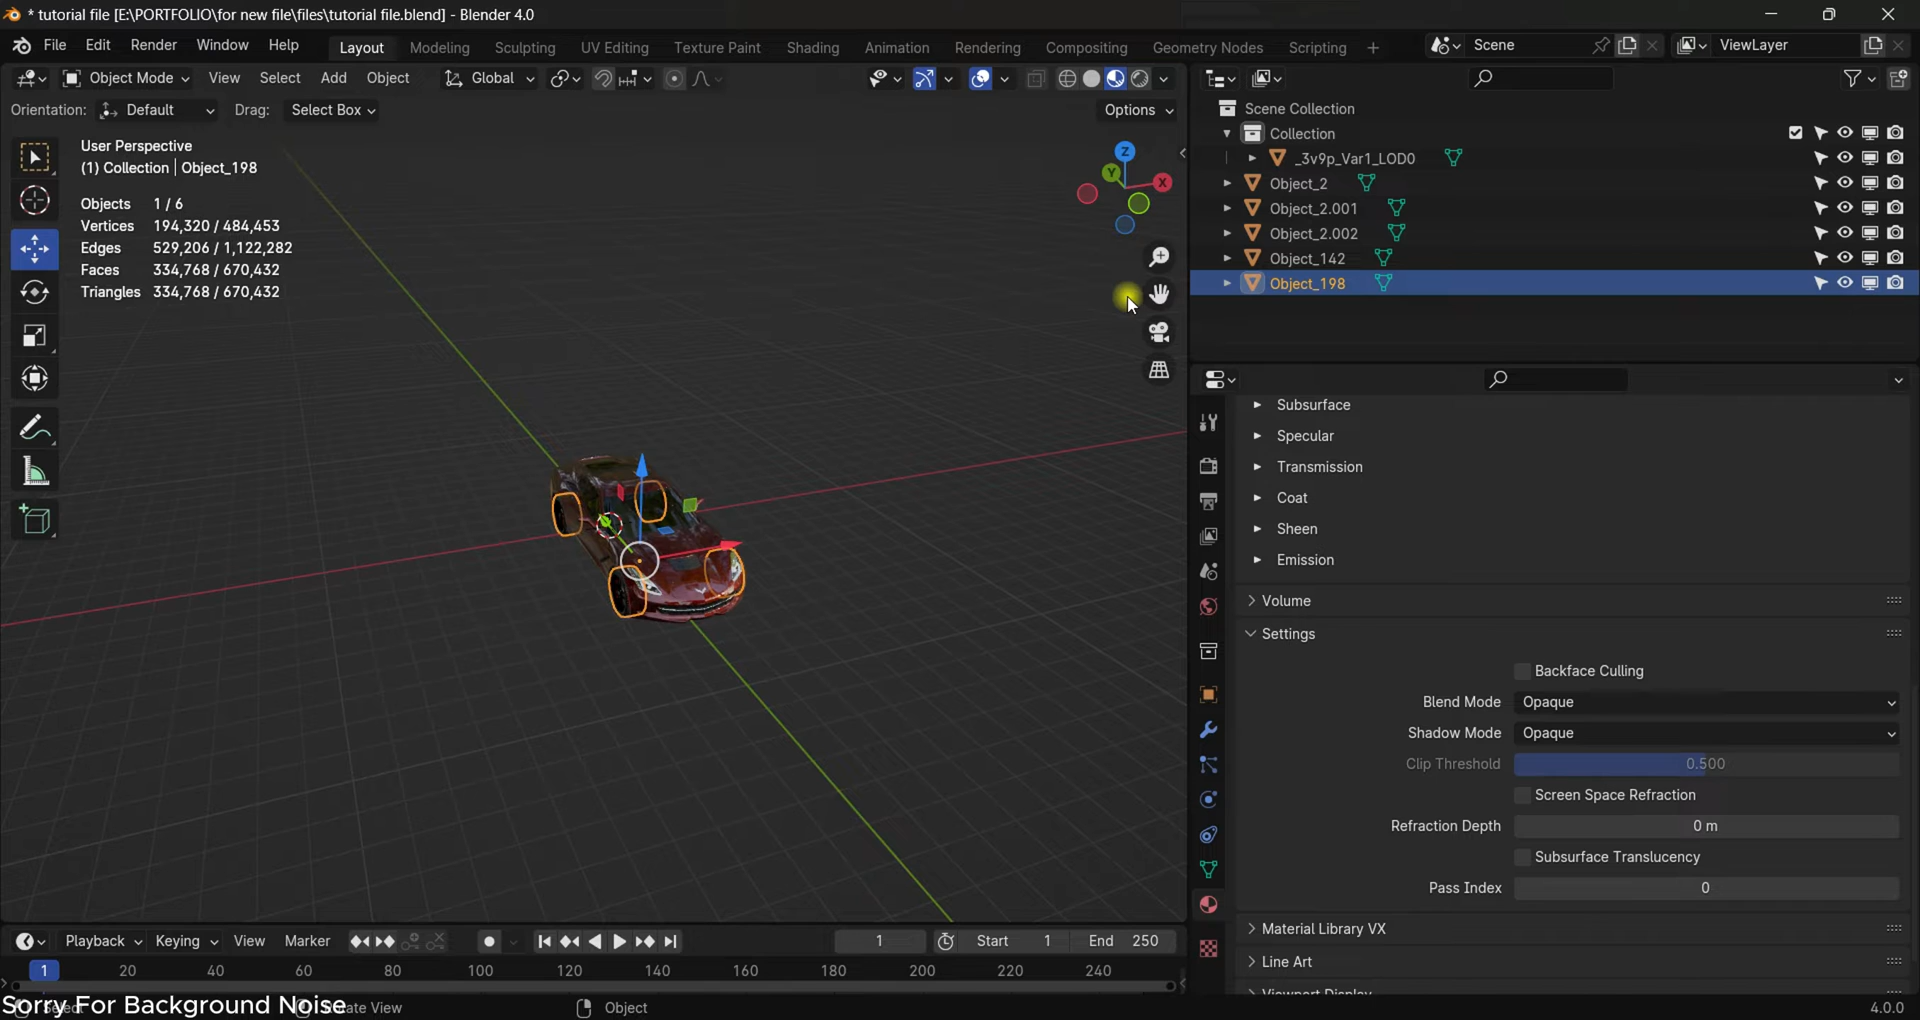 * tutorial file [E:\PORTFOLIO\for new file\files\tutorial file.blend] - Blender 4.0
File Edit Render Window Help Layout Modeling Sculpting UV Editing Texture Paint Shading Animation Rendering Compositing Geometry Nodes Scripting + Scene ViewLayer
Object Mode View Select Add Object Global
Orientation: Default Drag: Select Box Options
User Perspective
(1) Collection | Object_198
Objects 1 / 6
Vertices 194,320 / 484,453
Edges 529,206 / 1,122,282
Faces 334,768 / 670,432
Triangles 334,768 / 670,432
Z
Y
X
Scene Collection
Collection
_3v9p_Var1_LOD0
Object_2
Object_2.001
Object_2.002
Object_142
Object_198
Subsurface
Specular
Transmission
Coat
Sheen
Emission
Volume
Settings
Backface Culling
Blend Mode Opaque
Shadow Mode Opaque
Clip Threshold 0.500
Screen Space Refraction
Refraction Depth 0 m
Subsurface Translucency
Pass Index 0
Material Library VX
Line Art
Viewport Display
Playback Keying View Marker 1 Start 1 End 250
1 20 40 60 80 100 120 140 160 180 200 220 240
Sorry For Background Noise
View Object 4.0.0